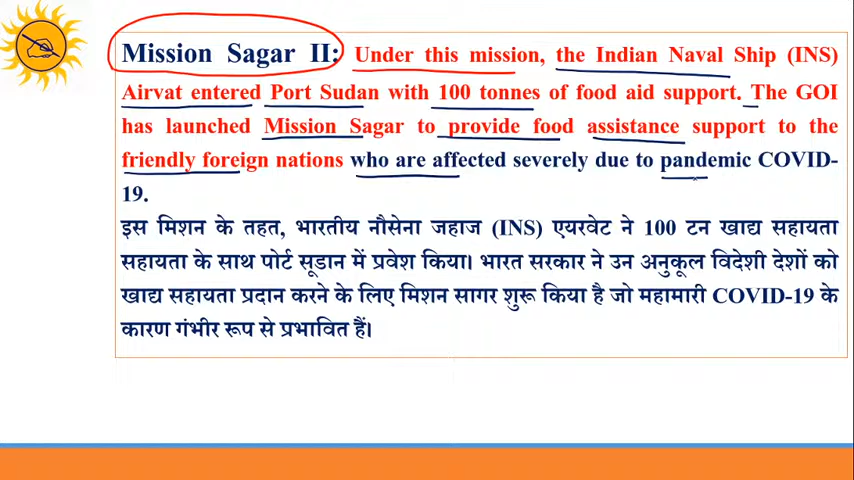 Mission Sagar II: Under this mission, the Indian Naval Ship (INS)
Airvat entered Port Sudan with 100 tonnes of food aid support. The GOI
has launched Mission Sagar to provide food assistance support to the
friendly foreign nations who are affected severely due to pandemic COVID-
19.
इस मिशन के तहत, भारतीय नौसेना जहाज (INS) एयरवेट ने 100 टन खाद्य सहायता
सहायता के साथ पोर्ट सूडान में प्रवेश किया। भारत सरकार ने उन अनुकूल विदेशी देशों को
खाद्य सहायता प्रदान करने के लिए मिशन सागर शुरू किया है जो महामारी COVID-19 के
कारण गंभीर रूप से प्रभावित हैं।